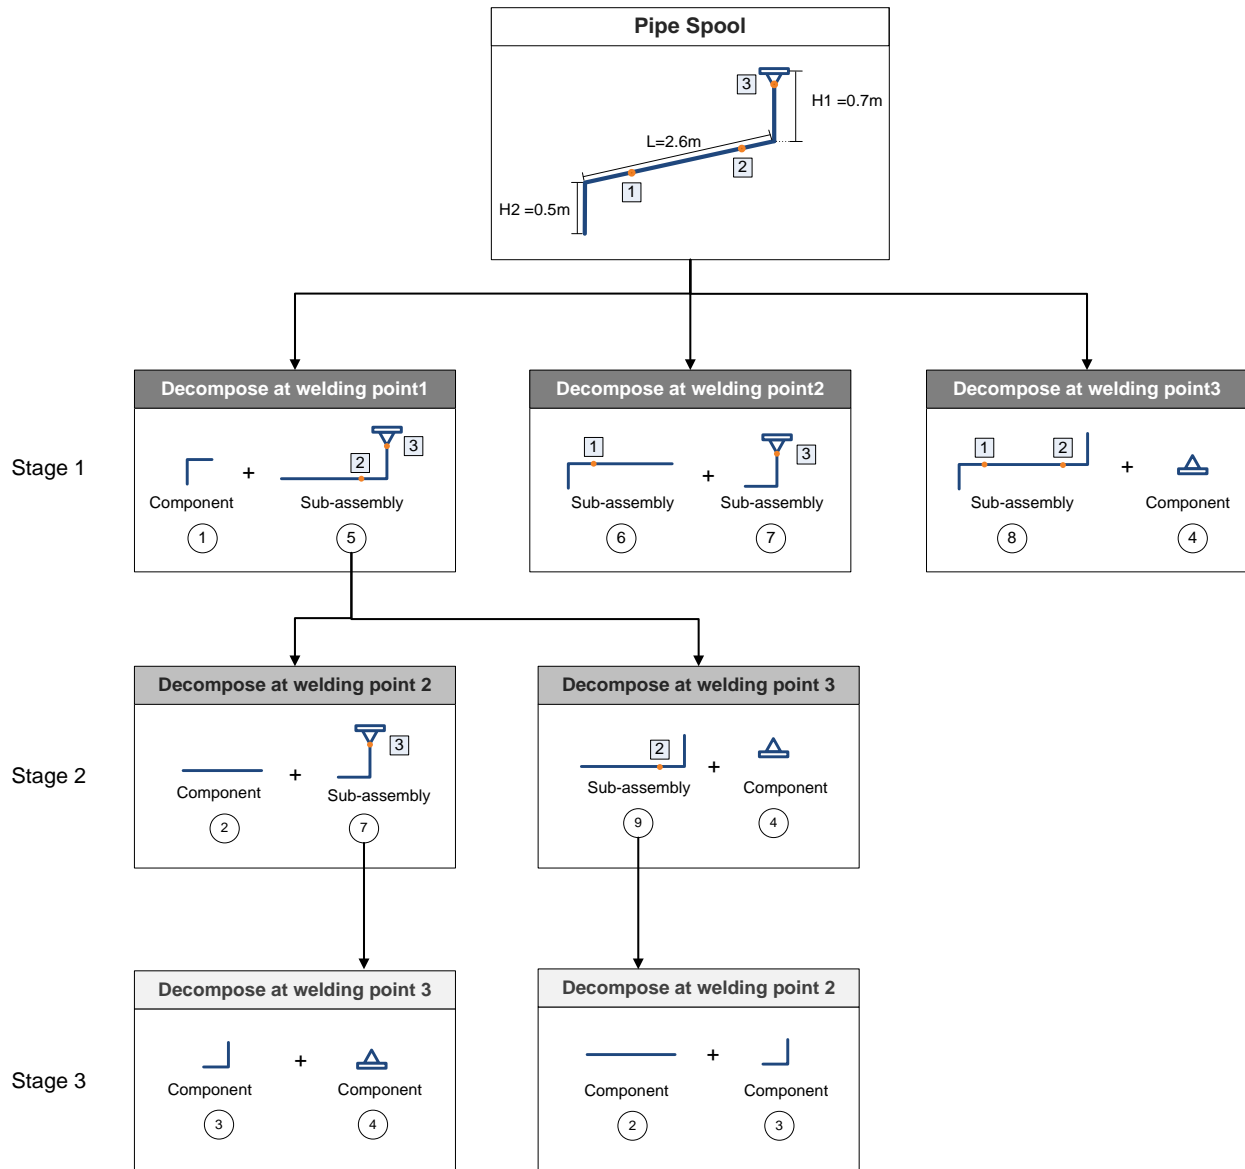 Pipe Spool
3
H1 =0.7m
L=2.6m
2
1
H2 =0.5m
Decompose at welding point1
Decompose at welding point2
Decompose at welding point3
Stage 1
+
2
3
Component
Sub-assembly
1
5
1
+
3
Sub-assembly
Sub-assembly
6
7
1
2
+
Sub-assembly
Component
8
4
Decompose at welding point 2
Decompose at welding point 3
Stage 2
+
3
Component
Sub-assembly
2
7
2
+
Sub-assembly
Component
9
4
Decompose at welding point 3
Decompose at welding point 2
Stage 3
+
Component
Component
3
4
+
Component
Component
2
3